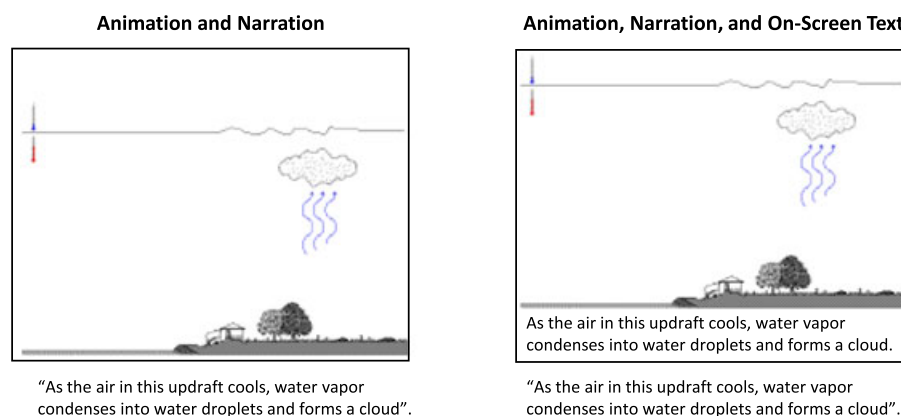 Animation and Narration
Animation, Narration, and On-Screen Text
As the air in this updraft cools, water vapor
condenses into water droplets and forms a cloud.
“As the air in this updraft cools, water vapor
condenses into water droplets and forms a cloud”.
“As the air in this updraft cools, water vapor
condenses into water droplets and forms a cloud”.